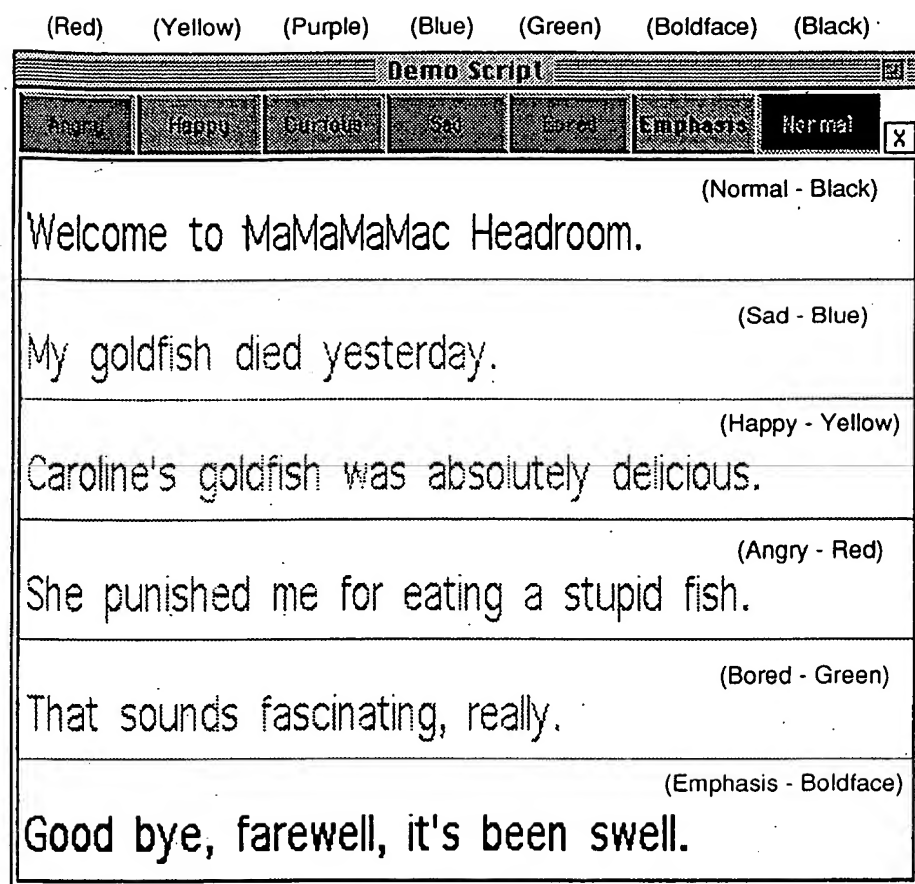 (Red) (Yellow) (Purple) (Blue) (Green) (Boldface) (Black)
Demo Script
Angry Happy Curious Sad Bored Emphasis Normal
X
(Normal - Black)
Welcome to MaMaMaMac Headroom.
(Sad - Blue)
My goldfish died yesterday.
(Happy - Yellow)
Caroline's goldfish was absolutely delicious.
(Angry - Red)
She punished me for eating a stupid fish.
(Bored - Green)
That sounds fascinating, really.
(Emphasis - Boldface)
Good bye, farewell, it's been swell.